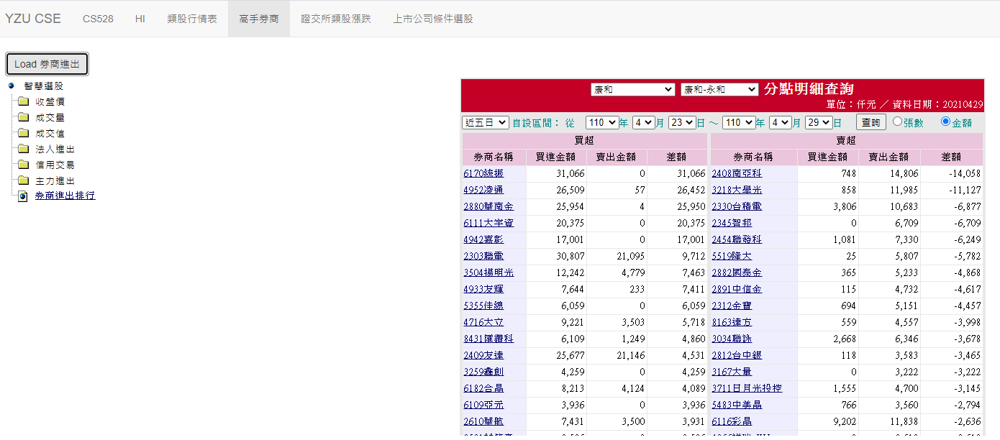 YZU CSE CS528 HI 類股行情表 高手券商 證交所類股漲跌 上市公司條件選股
Load 券商進出
智慧選股
收盤價
成交量
成交值
法人進出
信用交易
主力進出
券商進出排行
康和 康和-永和 分點明細查詢
單位：仟元 ／ 資料日期：20210429
近五日 自設區間： 從 110 年 4 月 23 日 ～ 110 年 4 月 29 日 查詢 張數 金額
買超 賣超
券商名稱 買進金額 賣出金額 差額 券商名稱 買進金額 賣出金額 差額
6170統振 31,066 0 31,066 2408南亞科 748 14,806 -14,058
4952凌通 26,509 57 26,452 3218大學光 858 11,985 -11,127
2880華南金 25,954 4 25,950 2330台積電 3,806 10,683 -6,877
6111大宇資 20,375 0 20,375 2345智邦 0 6,709 -6,709
4942嘉彰 17,001 0 17,001 2454聯發科 1,081 7,330 -6,249
2303聯電 30,807 21,095 9,712 5519隆大 25 5,807 -5,782
3504揚明光 12,242 4,779 7,463 2882國泰金 365 5,233 -4,868
4933友輝 7,644 233 7,411 2891中信金 115 4,732 -4,617
5355佳總 6,059 0 6,059 2312金寶 694 5,151 -4,457
4716大立 9,221 3,503 5,718 8163達方 559 4,557 -3,998
8431匯鑽科 6,109 1,249 4,860 3034聯詠 2,668 6,346 -3,678
2409友達 25,677 21,146 4,531 2812台中銀 118 3,583 -3,465
3259鑫創 4,259 0 4,259 3167大量 0 3,222 -3,222
6182合晶 8,213 4,124 4,089 3711日月光投控 1,555 4,700 -3,145
6109亞元 3,936 0 3,936 5483中美晶 766 3,560 -2,794
2610華航 7,431 3,500 3,931 6116彩晶 9,202 11,838 -2,636